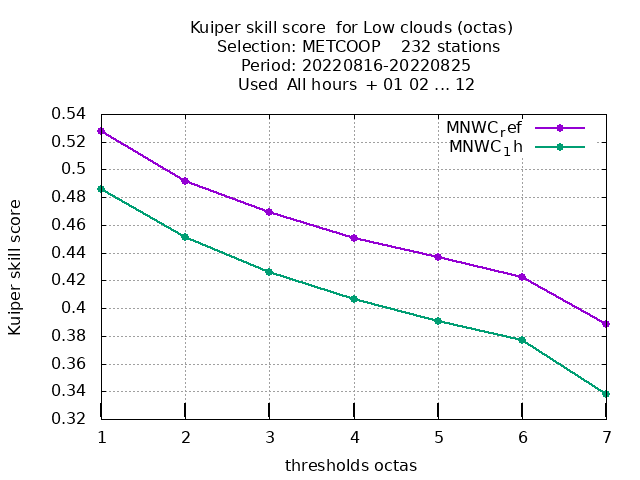 Kuiper skill score  for Low clouds (octas)
Selection: METCOOP    232 stations
Period: 20220816-20220825
Used  All hours  + 01 02 ... 12
MNWC_ref
MNWC_1h
0.54
0.52
0.5
0.48
0.46
0.44
0.42
0.4
0.38
0.36
0.34
0.32
Kuiper skill score
1 2 3 4 5 6 7
thresholds octas